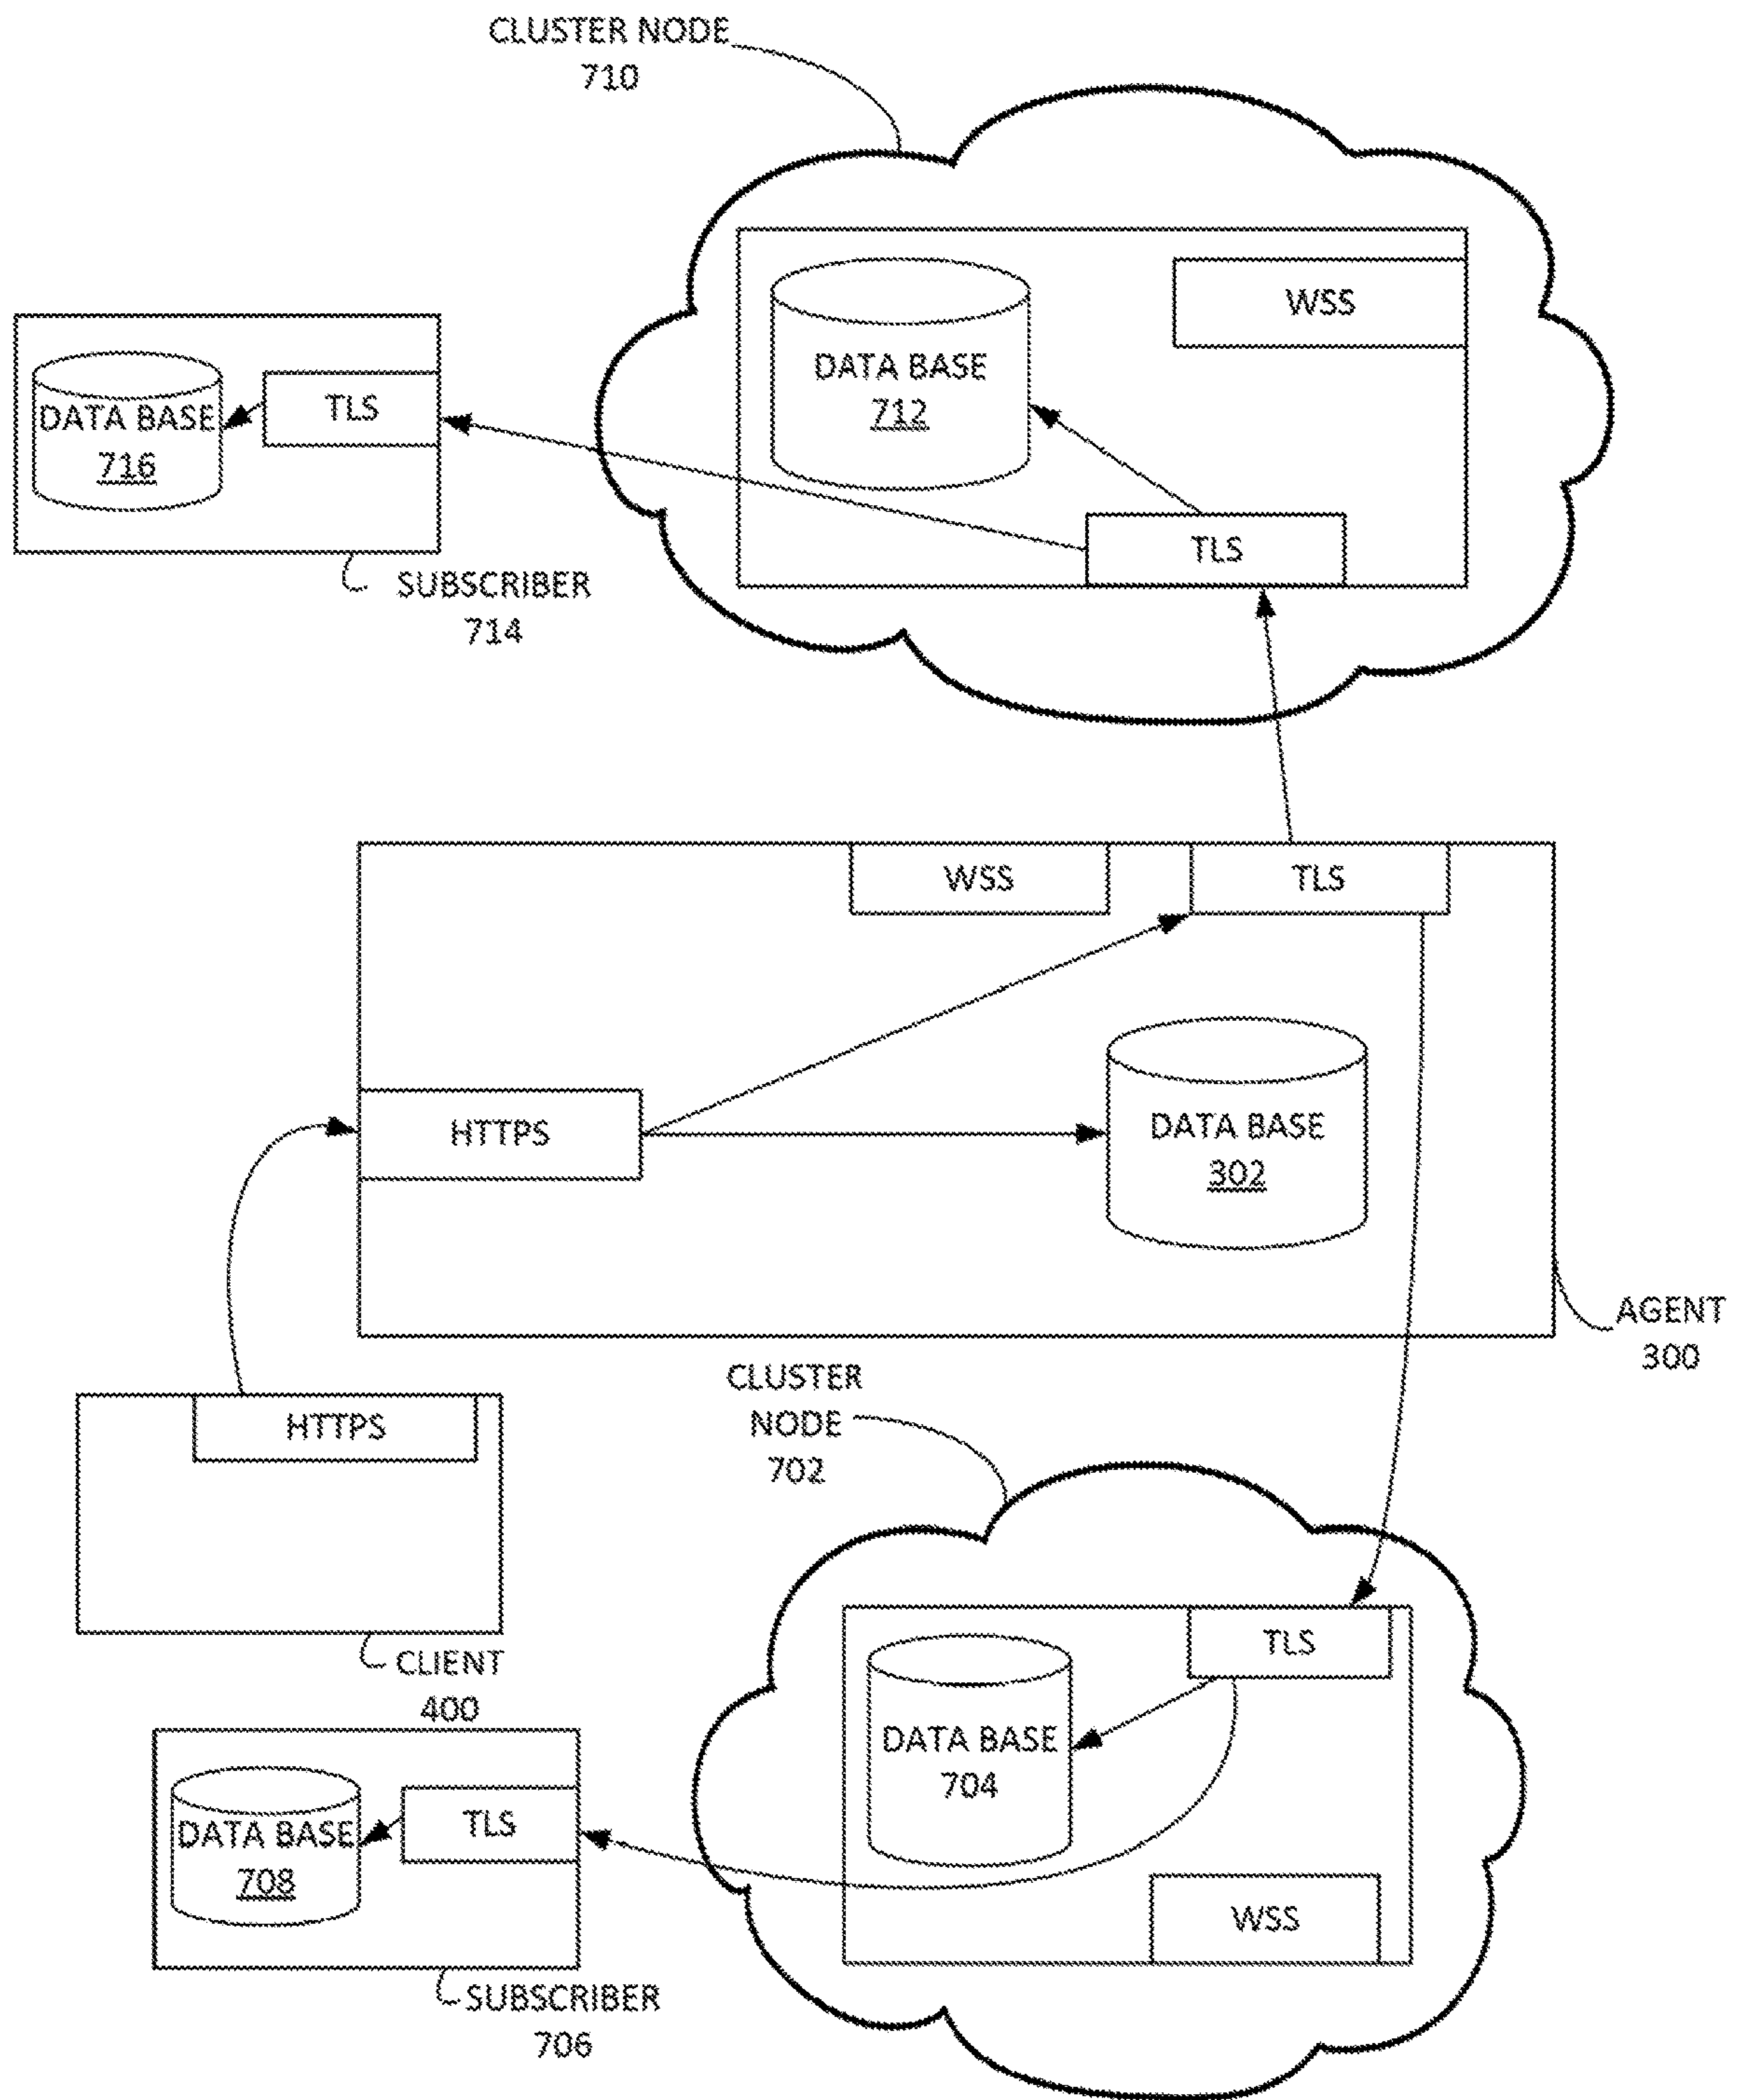 CLUSTER NODE
710
WSS
DATA BASE
712
TLS
DATA BASE
716
TLS
SUBSCRIBER
714
WSS
TLS
HTTPS
DATA BASE
302
AGENT
300
HTTPS
CLIENT
400
CLUSTER
NODE
702
TLS
DATA BASE
704
WSS
DATA BASE
708
TLS
SUBSCRIBER
706